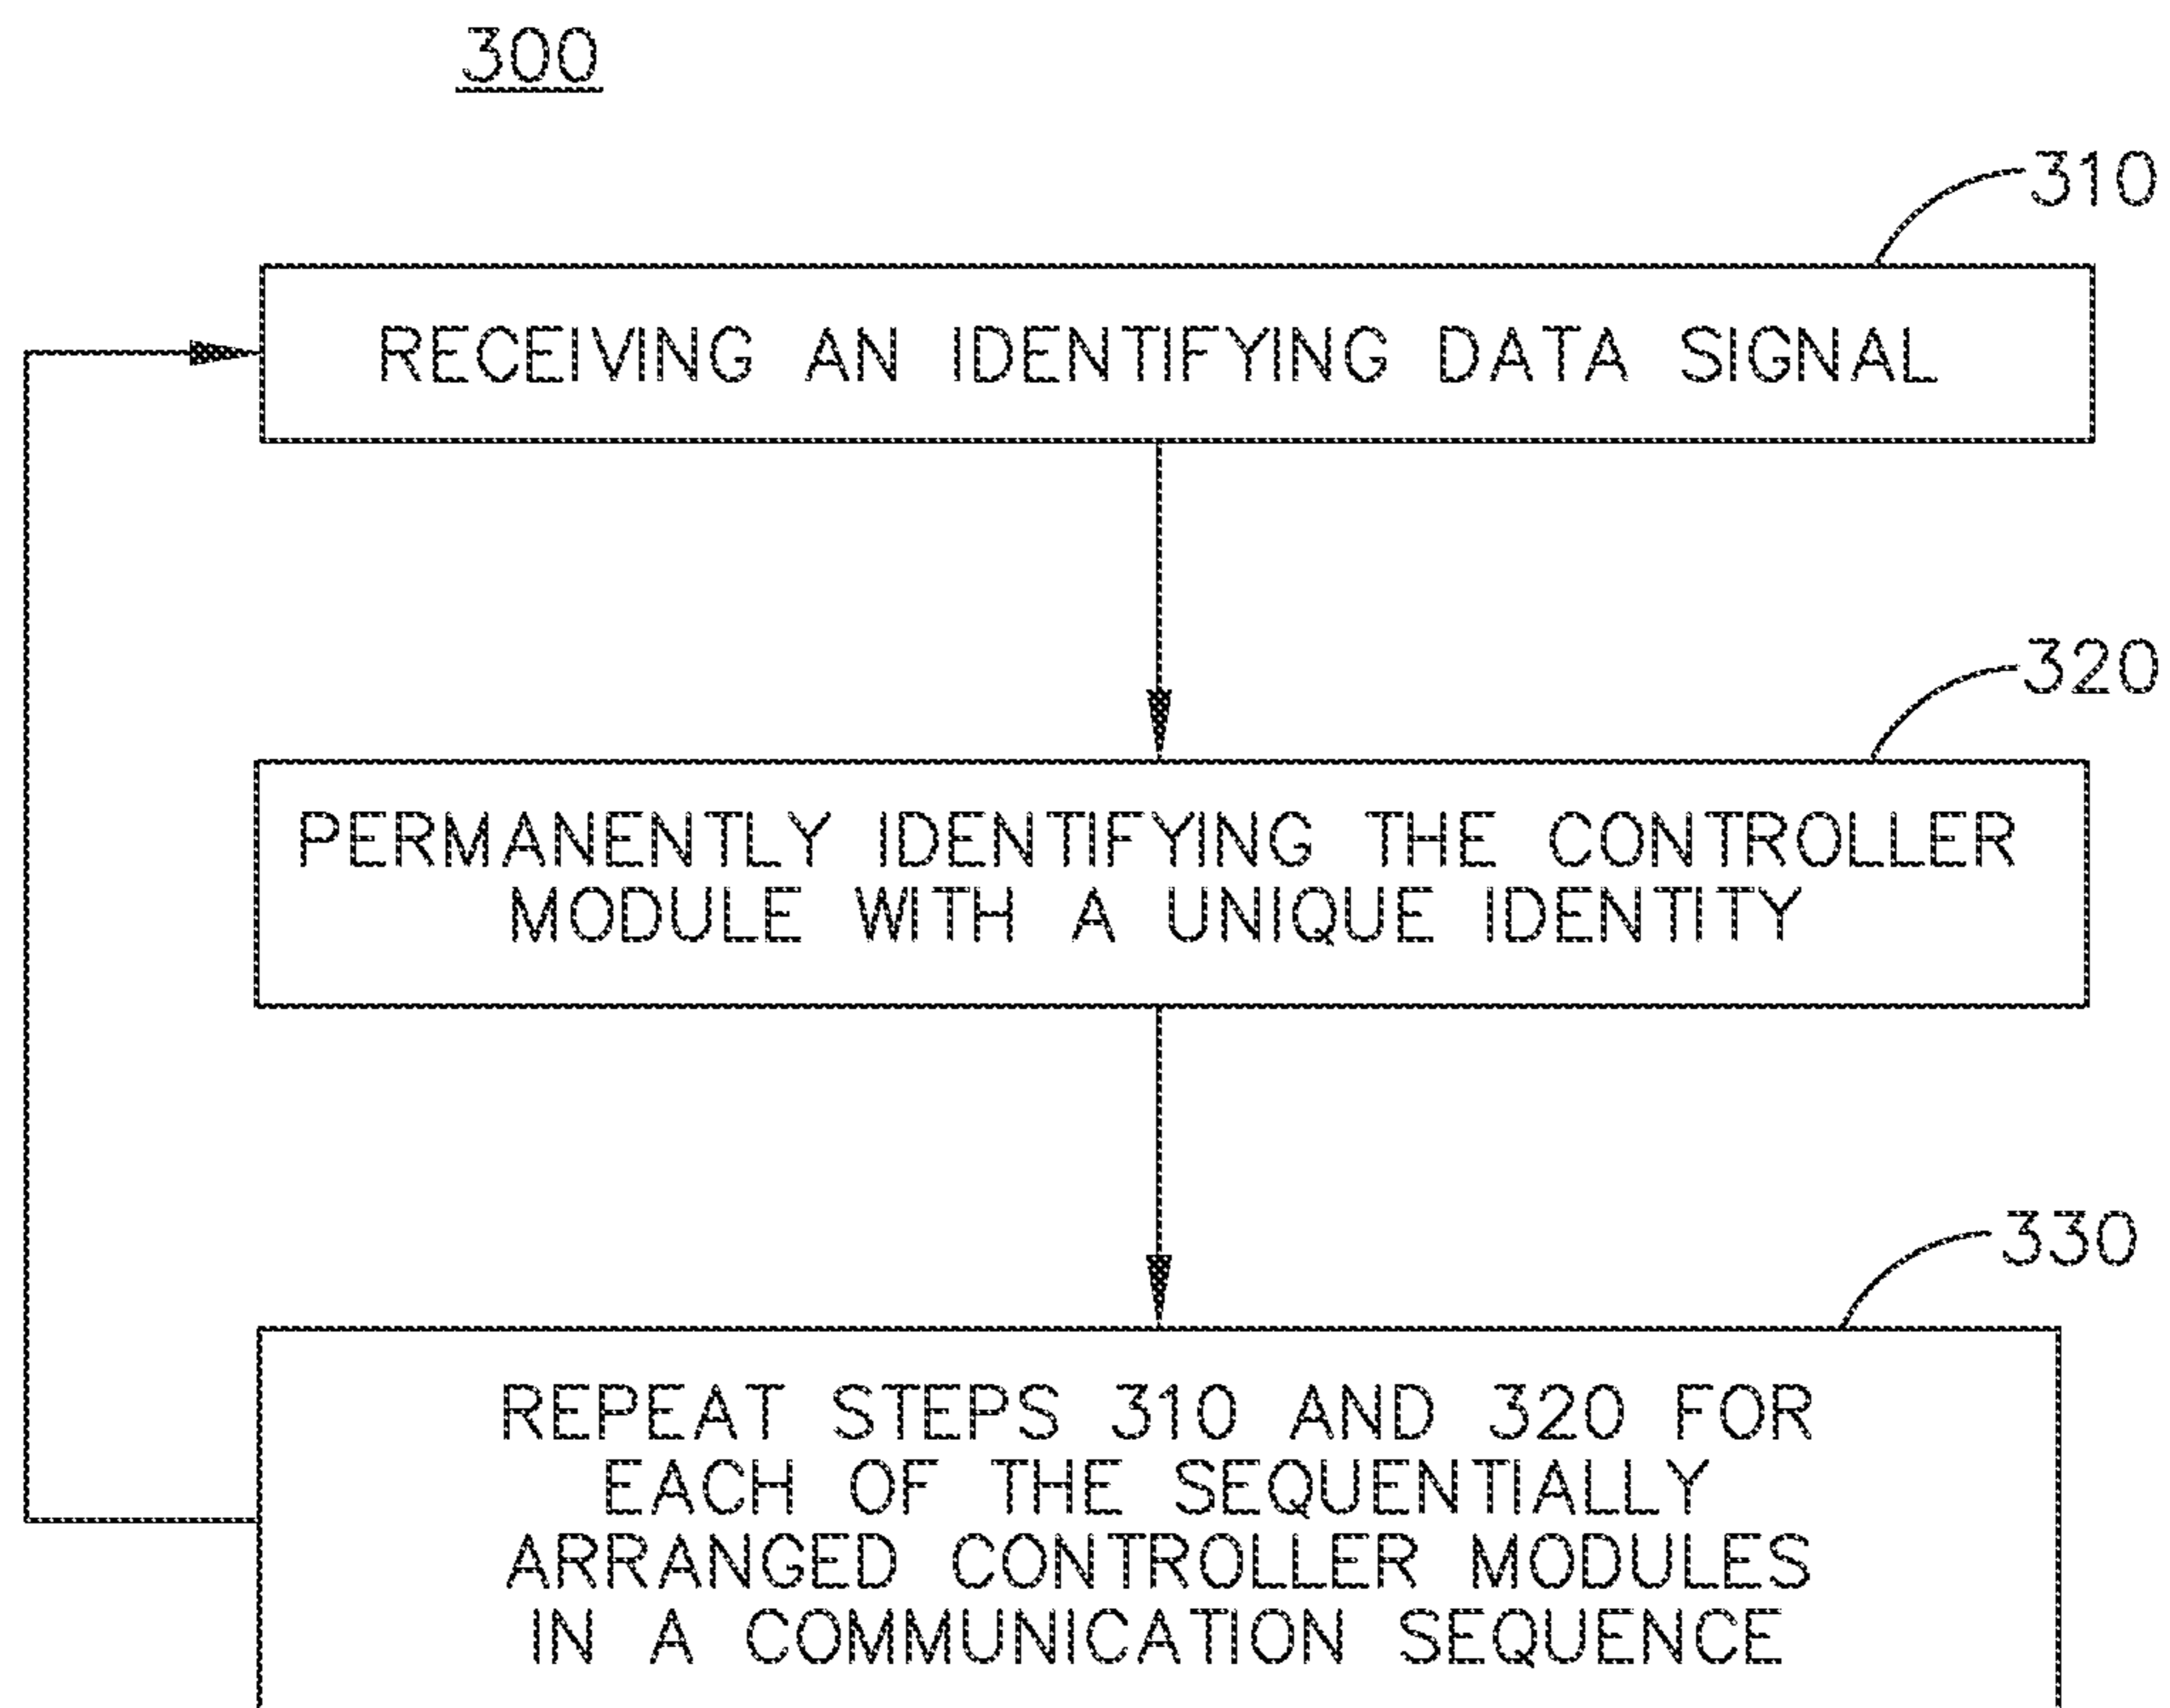 300
310
RECEIVING AN IDENTIFYING DATA SIGNAL
320
PERMANENTLY IDENTIFYING THE CONTROLLER
MODULE WITH A UNIQUE IDENTITY
330
REPEAT STEPS 310 AND 320 FOR
EACH OF THE SEQUENTIALLY
ARRANGED CONTROLLER MODULES
IN A COMMUNICATION SEQUENCE